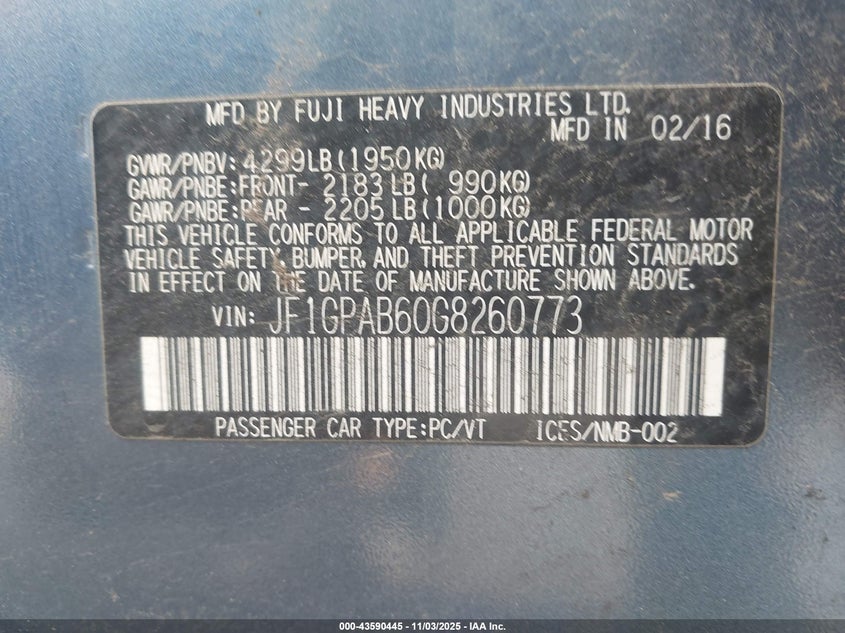 MFD BY FUJI HEAVY INDUSTRIES LTD.
MFD IN 02/16
GVWR/PNBV: 4299LB(1950KG)
GAWR/PNBE:FRONT- 2183LB( 990KG)
GAWR/PNBE:REAR - 2205LB(1000KG)
THIS VEHICLE CONFORMS TO ALL APPLICABLE FEDERAL MOTOR
VEHICLE SAFETY, BUMPER, AND THEFT PREVENTION STANDARDS
IN EFFECT ON THE DATE OF MANUFACTURE SHOWN ABOVE.
VIN: JF1GPAB60G8260773
PASSENGER CAR TYPE:PC/VT ICES/NMB-002
000-43590445 - 11/03/2025 - IAA Inc.